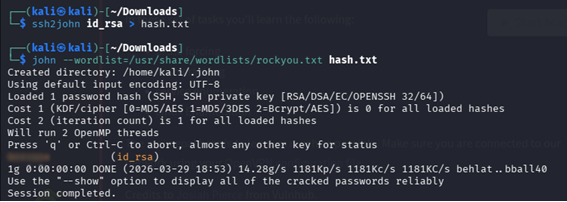 ┌──(kali㉿kali)-[~/Downloads]
└─$ ssh2john id_rsa > hash.txt
┌──(kali㉿kali)-[~/Downloads]
└─$ john --wordlist=/usr/share/wordlists/rockyou.txt hash.txt
Created directory: /home/kali/.john
Using default input encoding: UTF-8
Loaded 1 password hash (SSH, SSH private key [RSA/DSA/EC/OPENSSH 32/64])
Cost 1 (KDF/cipher [0=MD5/AES 1=MD5/3DES 2=Bcrypt/AES]) is 0 for all loaded hashes
Cost 2 (iteration count) is 1 for all loaded hashes
Will run 2 OpenMP threads
Press 'q' or Ctrl-C to abort, almost any other key for status
(id_rsa)
1g 0:00:00:00 DONE (2026-03-29 18:53) 14.28g/s 1181Kp/s 1181Kc/s 1181KC/s behlat..bball40
Use the "--show" option to display all of the cracked passwords reliably
Session completed.